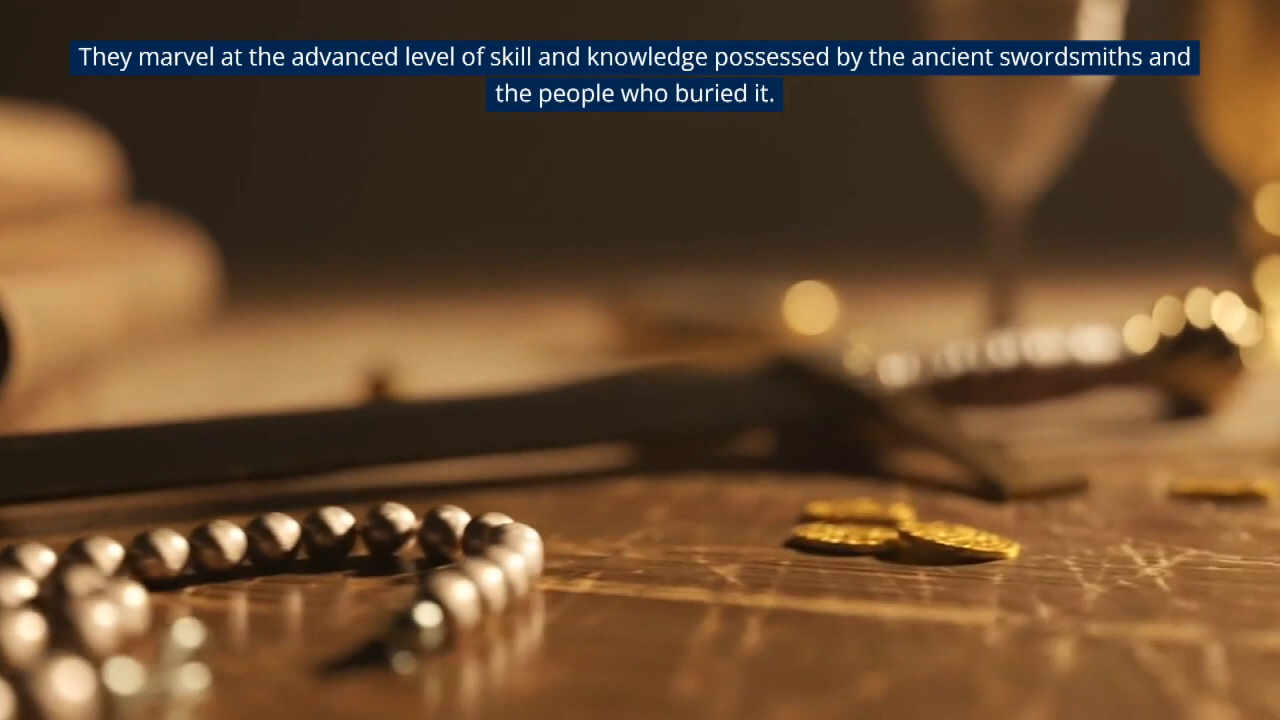 They marvel at the advanced level of skill and knowledge possessed by the ancient swordsmiths and
the people who buried it.